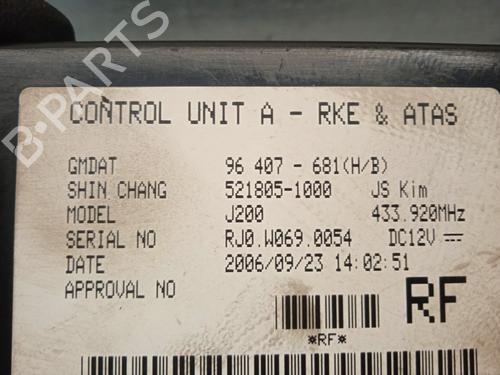 CONTROL UNIT A - RKE & ATAS
GMDAT 96 407 - 681(H/B)
SHIN CHANG 521805-1000 JS Kim
MODEL J200 433.920MHz
SERIAL NO RJ0.W069.0054 DC12V
DATE 2006/09/23 14:02:51
APPROVAL NO
RF
*RF*
B-PARTS